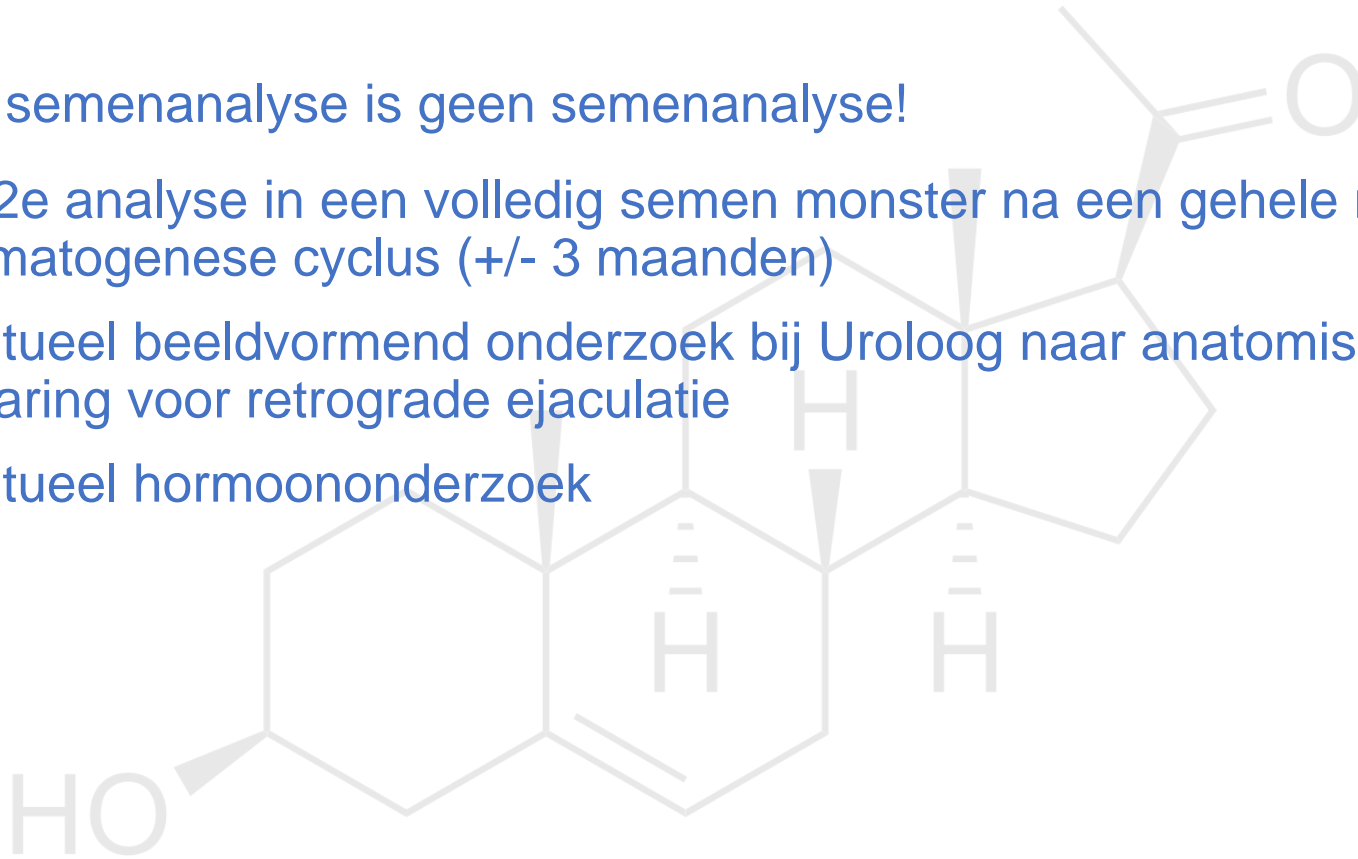 semenanalyse is geen semenanalyse!
2e analyse in een volledig semen monster na een gehele
matogenese cyclus (+/- 3 maanden)
tueel beeldvormend onderzoek bij Uroloog naar anatomis
aring voor retrograde ejaculatie
tueel hormoononderzoek
O
H
H
H
HO